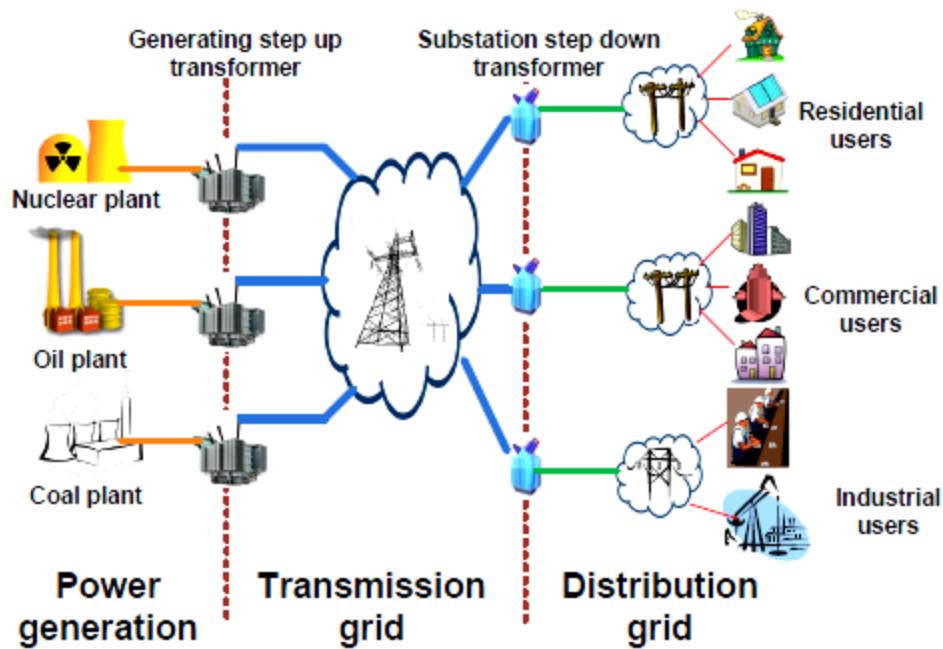 Generating step up
transformer
Substation step down
transformer
Nuclear plant
Oil plant
Coal plant
Residential
users
Commercial
users
Industrial
users
Power
generation
Transmission
grid
Distribution
grid